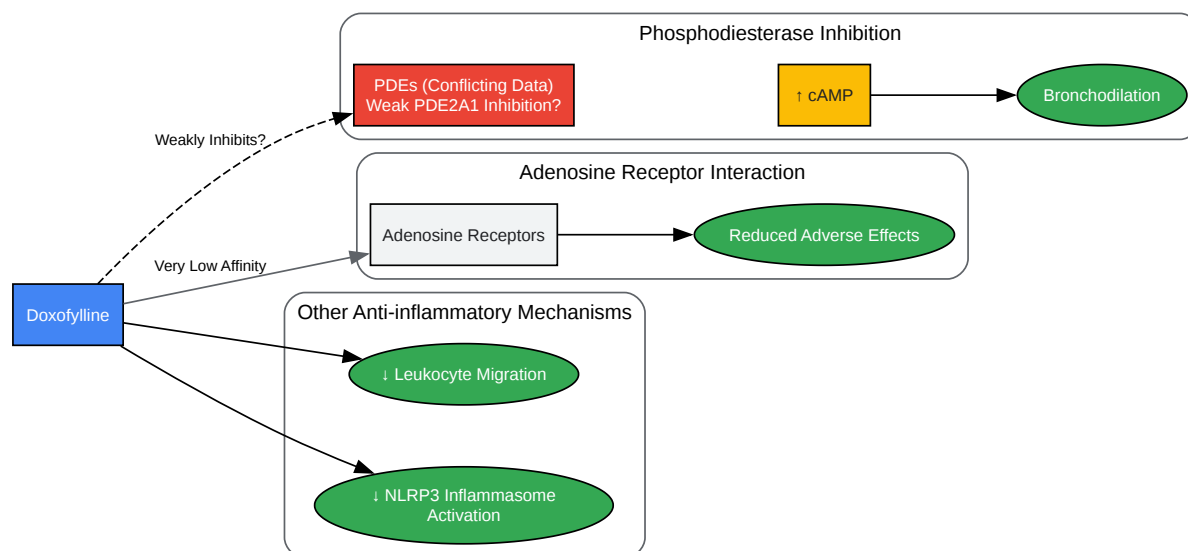 Phosphodiesterase Inhibition
PDEs (Conflicting Data)
Weak PDE2A1 Inhibition?
↑ cAMP
Bronchodilation
Weakly Inhibits?
Adenosine Receptor Interaction
Adenosine Receptors
Reduced Adverse Effects
Very Low Affinity
Doxofylline
Other Anti-inflammatory Mechanisms
↓ Leukocyte Migration
↓ NLRP3 Inflammasome
Activation